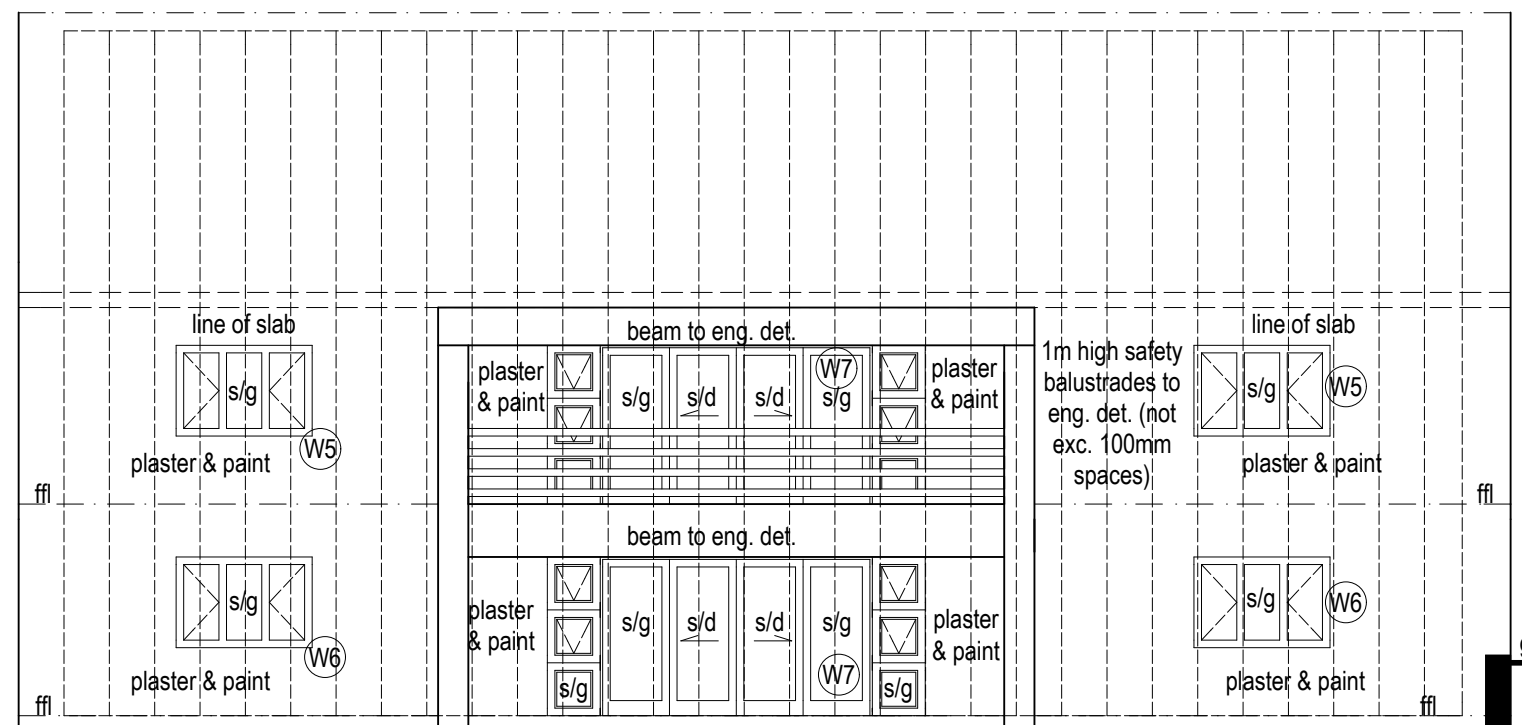 line of slab
s/g
W5
plaster & paint
ffl
s/g
W6
plaster & paint
ffl
beam to eng. det.
plaster
& paint
s/g
s/d
s/d
W7
s/g
plaster
& paint
beam to eng. det.
plaster
& paint
s/g
s/g
s/d
s/d
s/g
W7
s/g
plaster
& paint
1m high safety
balustrades to
eng. det. (not
exc. 100mm
spaces)
line of slab
s/g
W5
plaster & paint
ffl
s/g
W6
plaster & paint
ffl